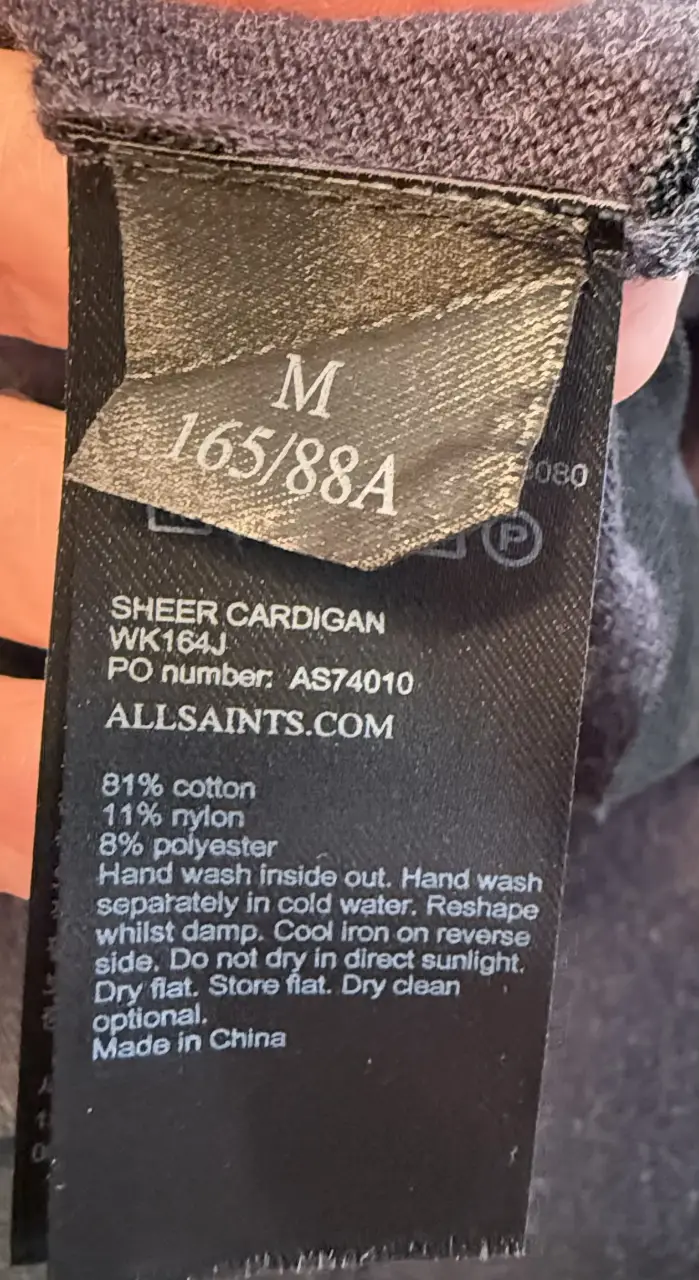 M
165/88A
080
P
SHEER CARDIGAN
WK164J
PO number: AS74010
ALLSAINTS.COM
81% cotton
11% nylon
8% polyester
Hand wash inside out. Hand wash
separately in cold water. Reshape
whilst damp. Cool iron on reverse
side. Do not dry in direct sunlight.
Dry flat. Store flat. Dry clean
optional.
Made in China